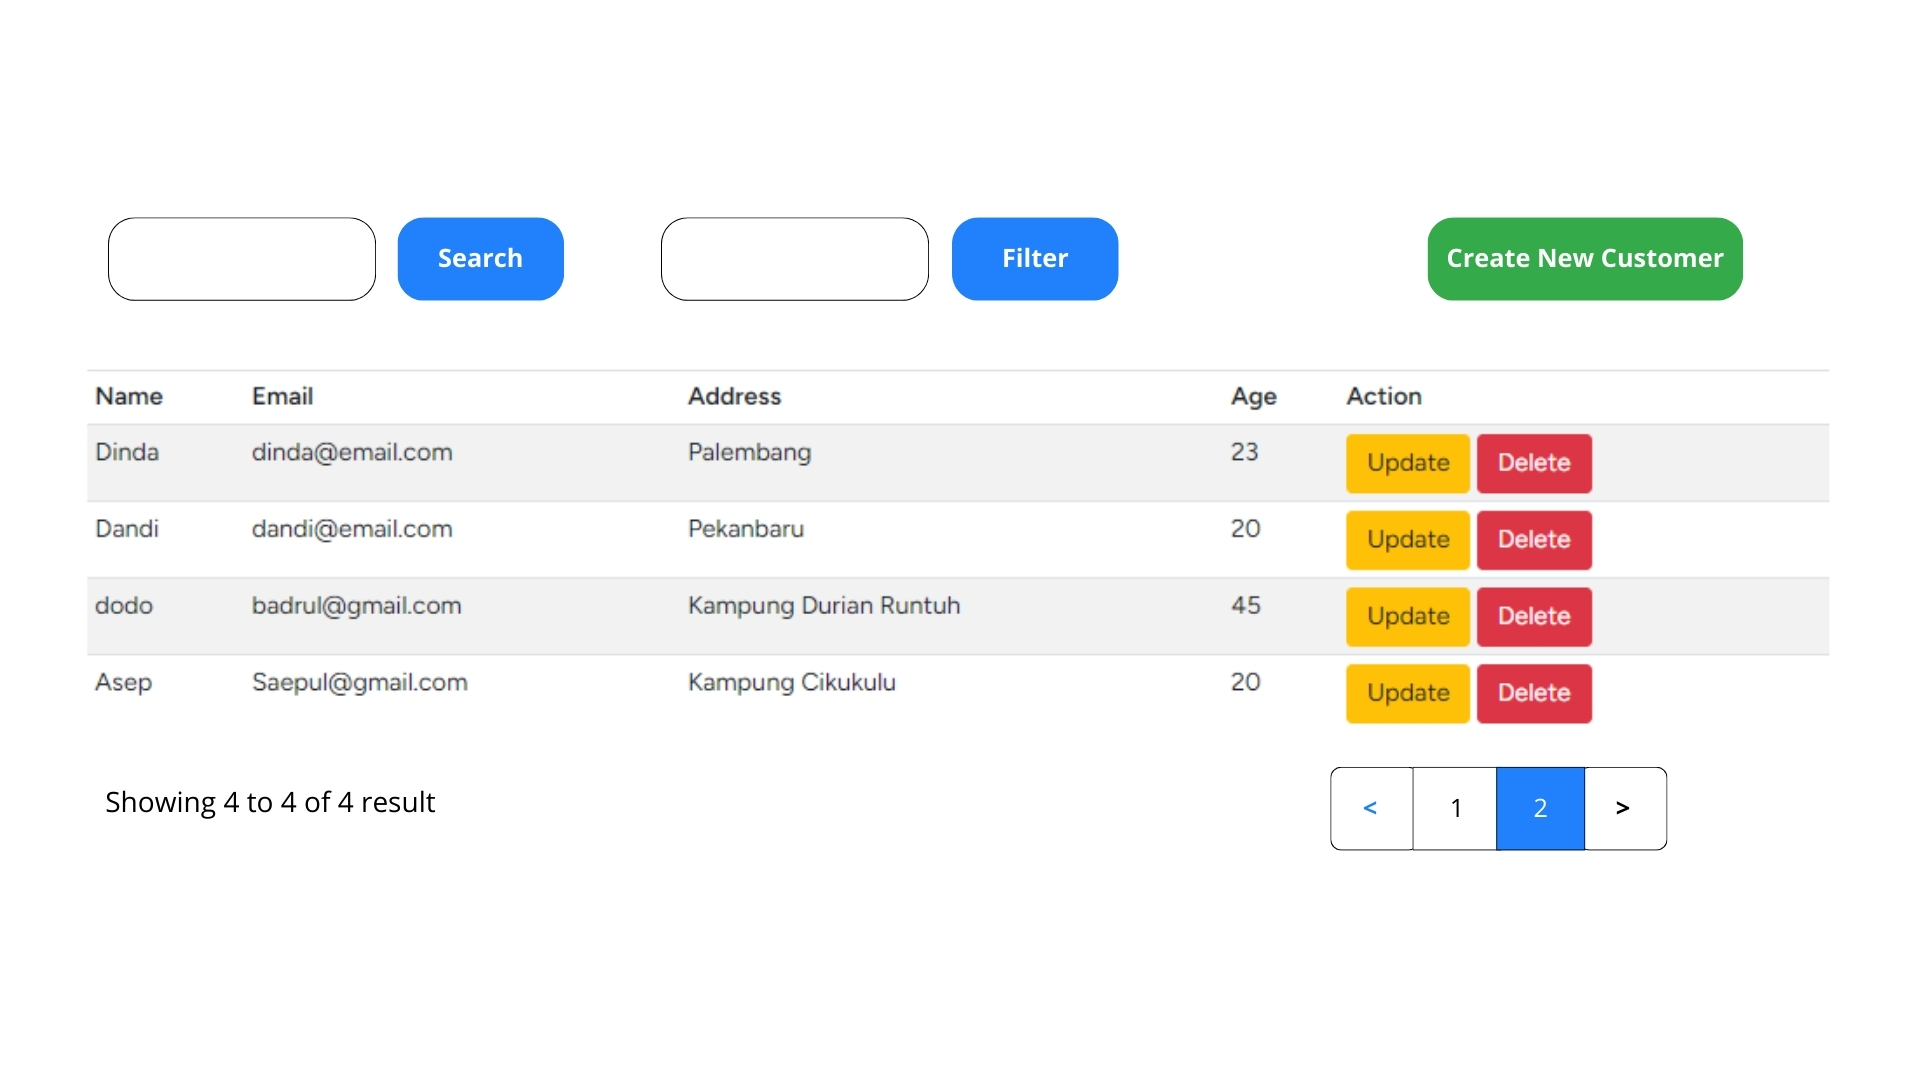 Search Filter Create New Customer
Name Email Address Age Action
Dinda dinda@email.com Palembang 23 Update Delete
Dandi dandi@email.com Pekanbaru 20 Update Delete
dodo badrul@gmail.com Kampung Durian Runtuh 45 Update Delete
Asep Saepul@gmail.com Kampung Cikukulu 20 Update Delete
Showing 4 to 4 of 4 result < 1 2 >